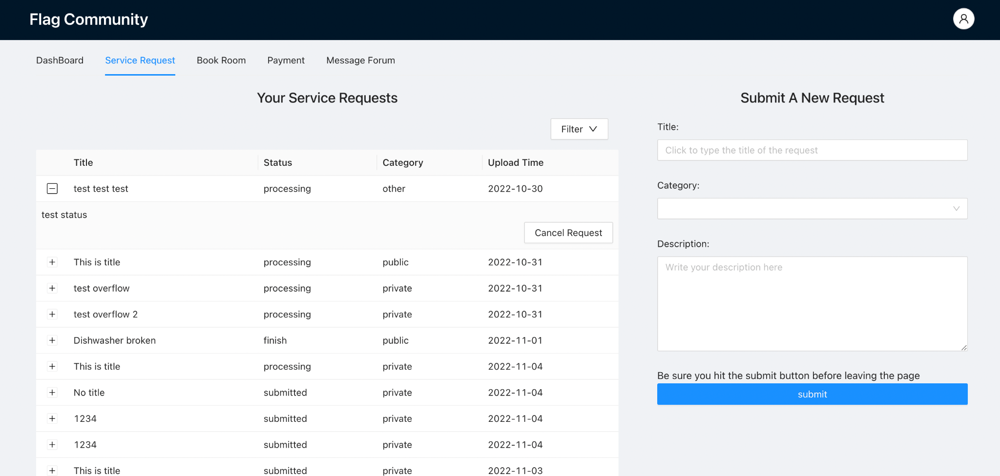 Flag Community
DashBoard Service Request Book Room Payment Message Forum
Your Service Requests
Filter
Title Status Category Upload Time
test test test processing other 2022-10-30
test status
Cancel Request
This is title processing public 2022-10-31
test overflow processing private 2022-10-31
test overflow 2 processing private 2022-10-31
Dishwasher broken finish public 2022-11-01
This is title processing private 2022-11-04
No title submitted private 2022-11-04
1234 submitted private 2022-11-04
1234 submitted private 2022-11-04
This is title submitted private 2022-11-03
Submit A New Request
Title:
Click to type the title of the request
Category:
Description:
Write your description here
Be sure you hit the submit button before leaving the page
submit